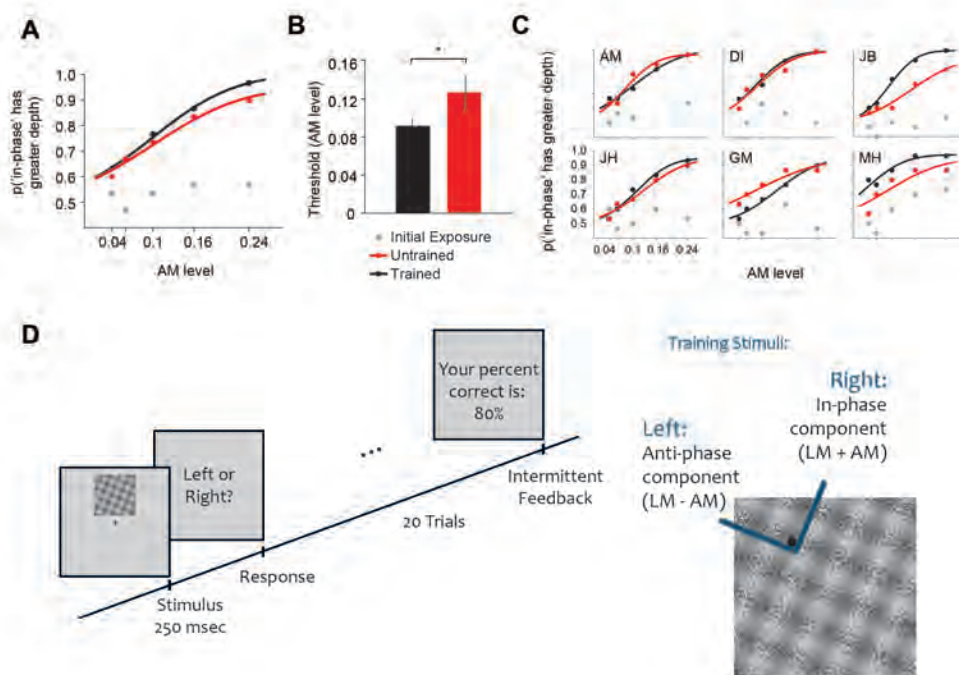 A
p('in-phase' has
greater depth)
1.0
0.9
0.8
0.7
0.6
0.5
0.04
0.1
0.16
0.24
AM level
B
*
Threshold (AM level)
0.16
0.12
0.08
0.04
0
Initial Exposure
Untrained
Trained
C
p('in-phase' has greater depth)
AM
DI
JB
JH
GM
MH
1.0
0.9
0.8
0.7
0.6
0.5
0.04
0.1
0.16
0.24
AM level
D
Left or
Right?
Your percent
correct is:
80%
Stimulus
250 msec
Response
...
20 Trials
Intermittent
Feedback
Training Stimuli:
Left:
Anti-phase
component
(LM - AM)
Right:
In-phase
component
(LM + AM)